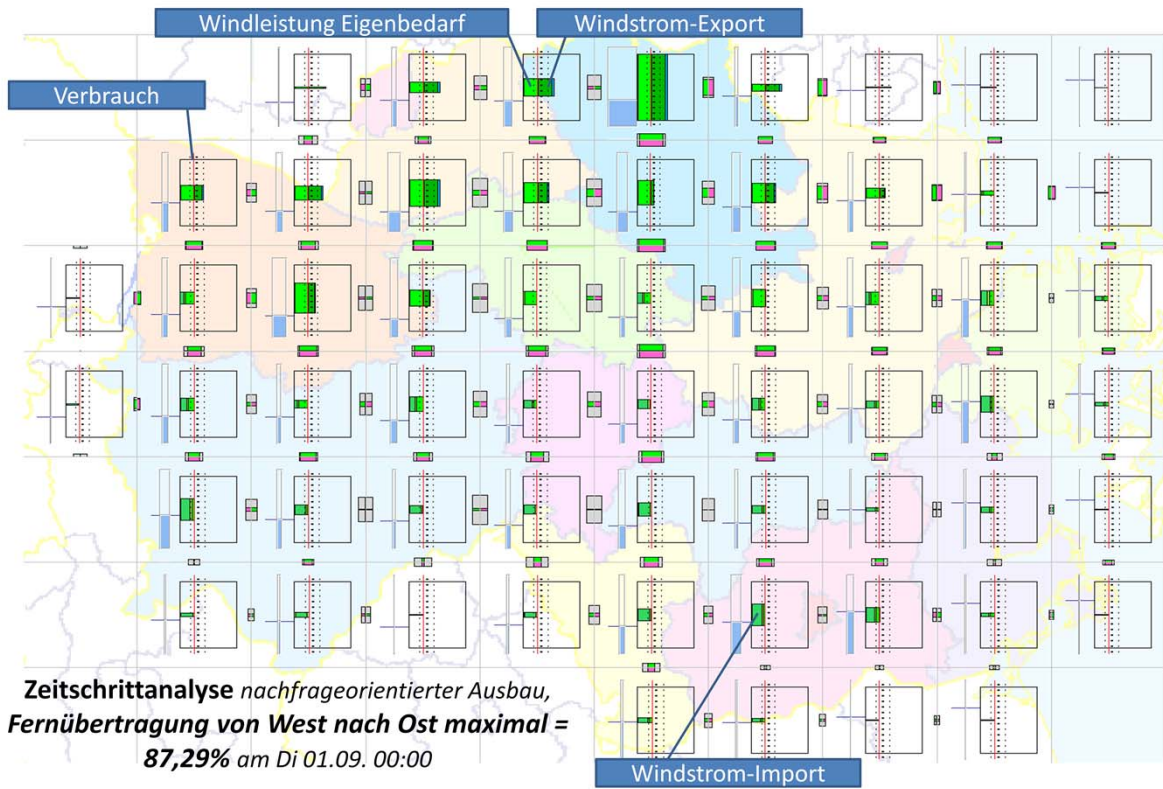 Windleistung Eigenbedarf
Windstrom-Export
Verbrauch
Zeitschrittanalyse nachfrageorientierter Ausbau,
Fernübertragung von West nach Ost maximal =
87,29% am Di 01.09. 00:00
Windstrom-Import